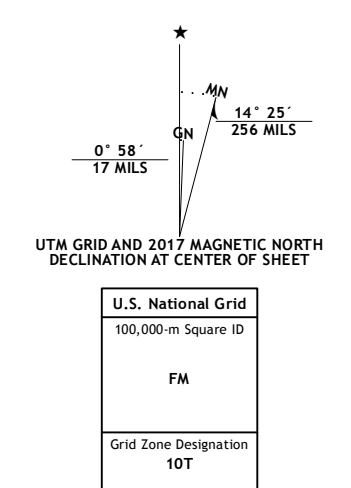 ★
MN
GN
14° 25´
256 MILS
0° 58´
17 MILS
UTM GRID AND 2017 MAGNETIC NORTH
DECLINATION AT CENTER OF SHEET
U.S. National Grid
100,000-m Square ID
FM
Grid Zone Designation
10T